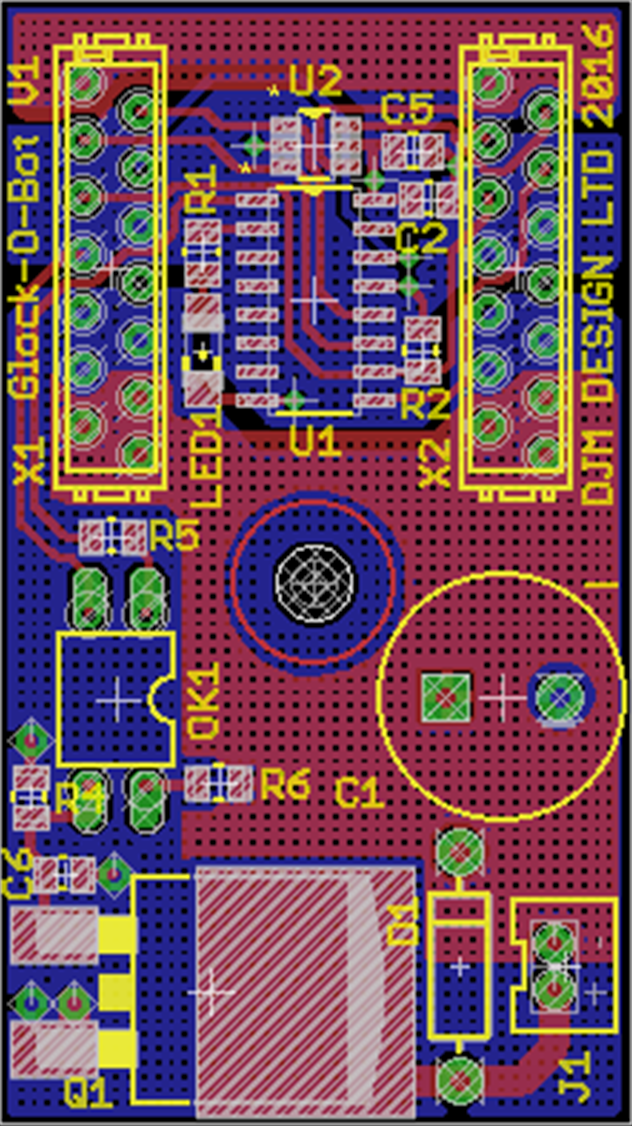 V1
Glock-O-Bot
X1
U2
C5
R1
C2
R2
LED1
U1
X2
DJM DESIGN LTD 2016
R5
OK1
R4
R6
C1
C6
D1
Q1
J1